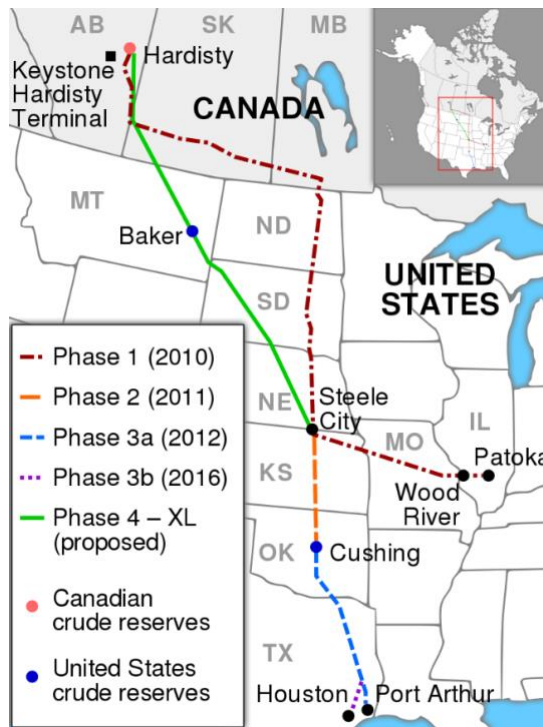 AB
SK
MB
Hardisty
Keystone
Hardisty
Terminal
CANADA
MT
ND
Baker
UNITED
STATES
SD
Phase 1 (2010)
Phase 2 (2011)
Phase 3a (2012)
Phase 3b (2016)
Phase 4 – XL
(proposed)
Canadian
crude reserves
United States
crude reserves
NE
Steele
City
MO
IL
Patoka
KS
Wood
River
OK
Cushing
TX
Houston
Port Arthur